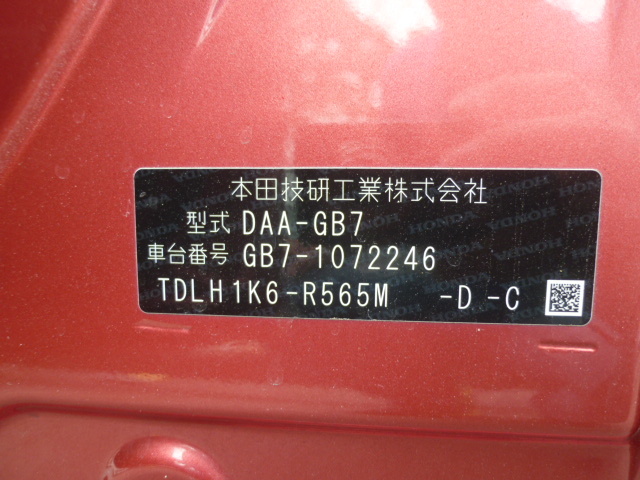 本田技研工業株式会社
型式 DAA-GB7
車台番号 GB7-1072246
TDLH1K6-R565M -D -C